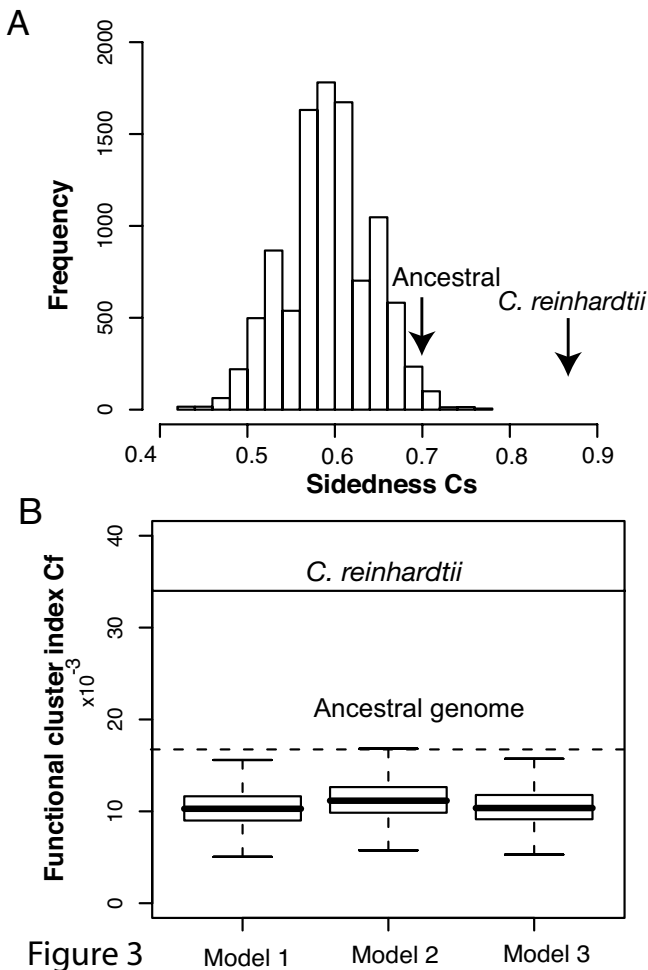 A
2000
1500
1000
500
0
Frequency
Ancestral
C. reinhardtii
0.4 0.5 0.6 0.7 0.8 0.9
Sidedness Cs
B
40
30
20
10
0
Functional cluster index Cf
x10-3
C. reinhardtii
Ancestral genome
Model 1 Model 2 Model 3
Figure 3